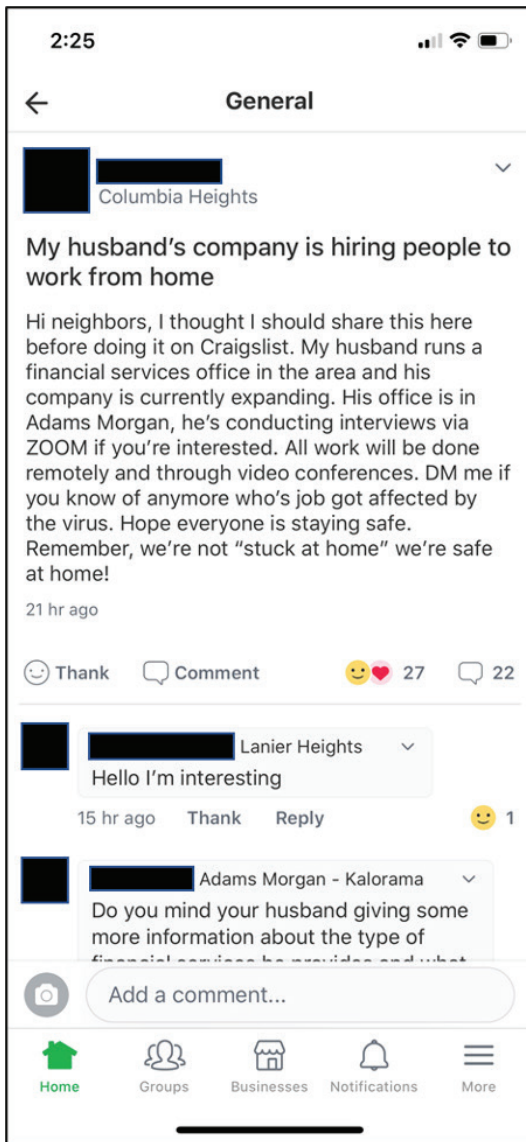 2:25
General
Columbia Heights
My husband's company is hiring people to
work from home
Hi neighbors, I thought I should share this here
before doing it on Craigslist. My husband runs a
financial services office in the area and his
company is currently expanding. His office is in
Adams Morgan, he's conducting interviews via
ZOOM if you're interested. All work will be done
remotely and through video conferences. DM me if
you know of anymore who's job got affected by
the virus. Hope everyone is staying safe.
Remember, we're not "stuck at home" we're safe
at home!
21 hr ago
Thank Comment 27 22
Lanier Heights
Hello I'm interesting
15 hr ago Thank Reply 1
Adams Morgan - Kalorama
Do you mind your husband giving some
more information about the type of
financial services he provides and what
Add a comment...
Home Groups Businesses Notifications More